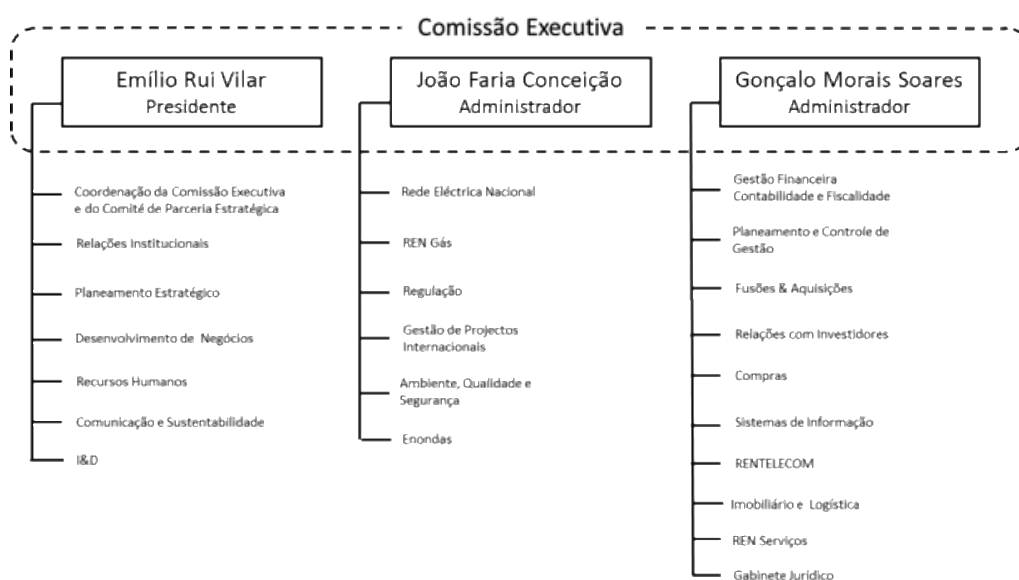 Comissão Executiva
Emílio Rui Vilar
Presidente
Coordenação da Comissão Executiva
e do Comité de Parceria Estratégica
Relações Institucionais
Planeamento Estratégico
Desenvolvimento de Negócios
Recursos Humanos
Comunicação e Sustentabilidade
I&D
João Faria Conceição
Administrador
Rede Eléctrica Nacional
REN Gás
Regulação
Gestão de Projectos
Internacionais
Ambiente, Qualidade e
Segurança
Enondas
Gonçalo Morais Soares
Administrador
Gestão Financeira
Contabilidade e Fiscalidade
Planeamento e Controle de
Gestão
Fusões & Aquisições
Relações com Investidores
Compras
Sistemas de Informação
RENTELECOM
Imobiliário e Logística
REN Serviços
Gabinete Jurídico